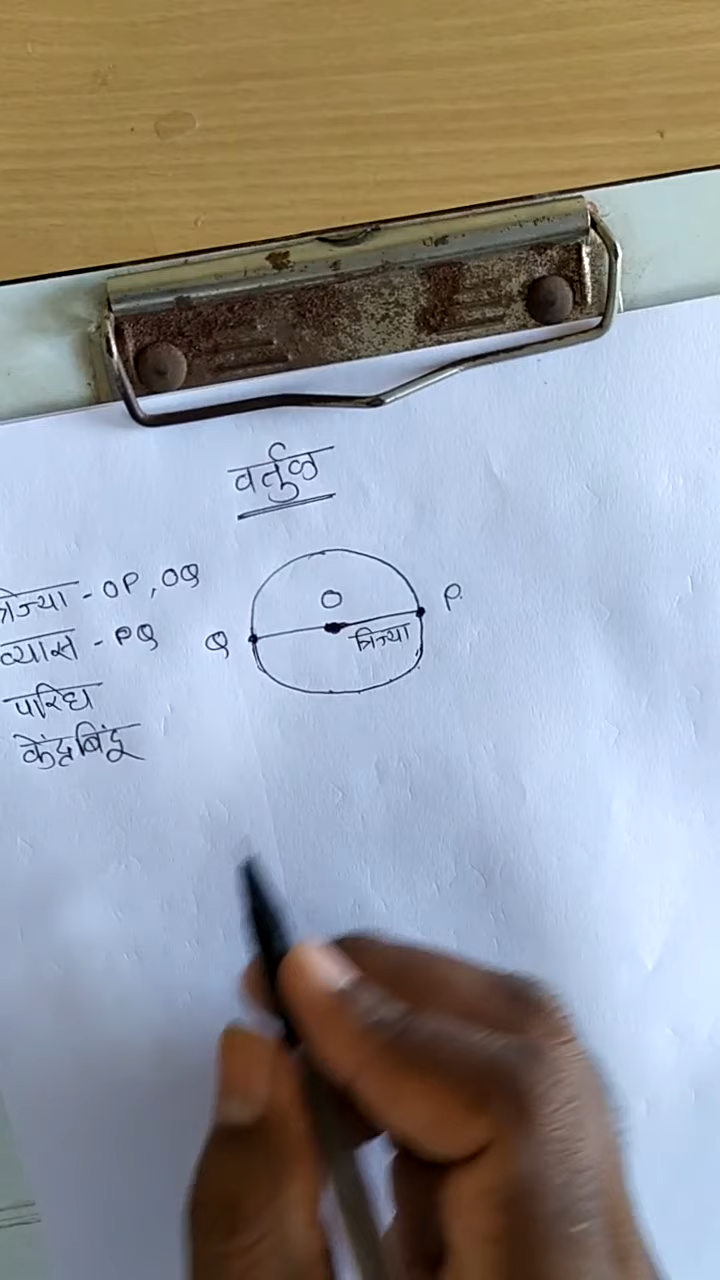 वर्तुळ
त्रिज्या - OP, OQ
व्यास - PQ
परिघ
केंद्रबिंदू
O
P
Q
त्रिज्या